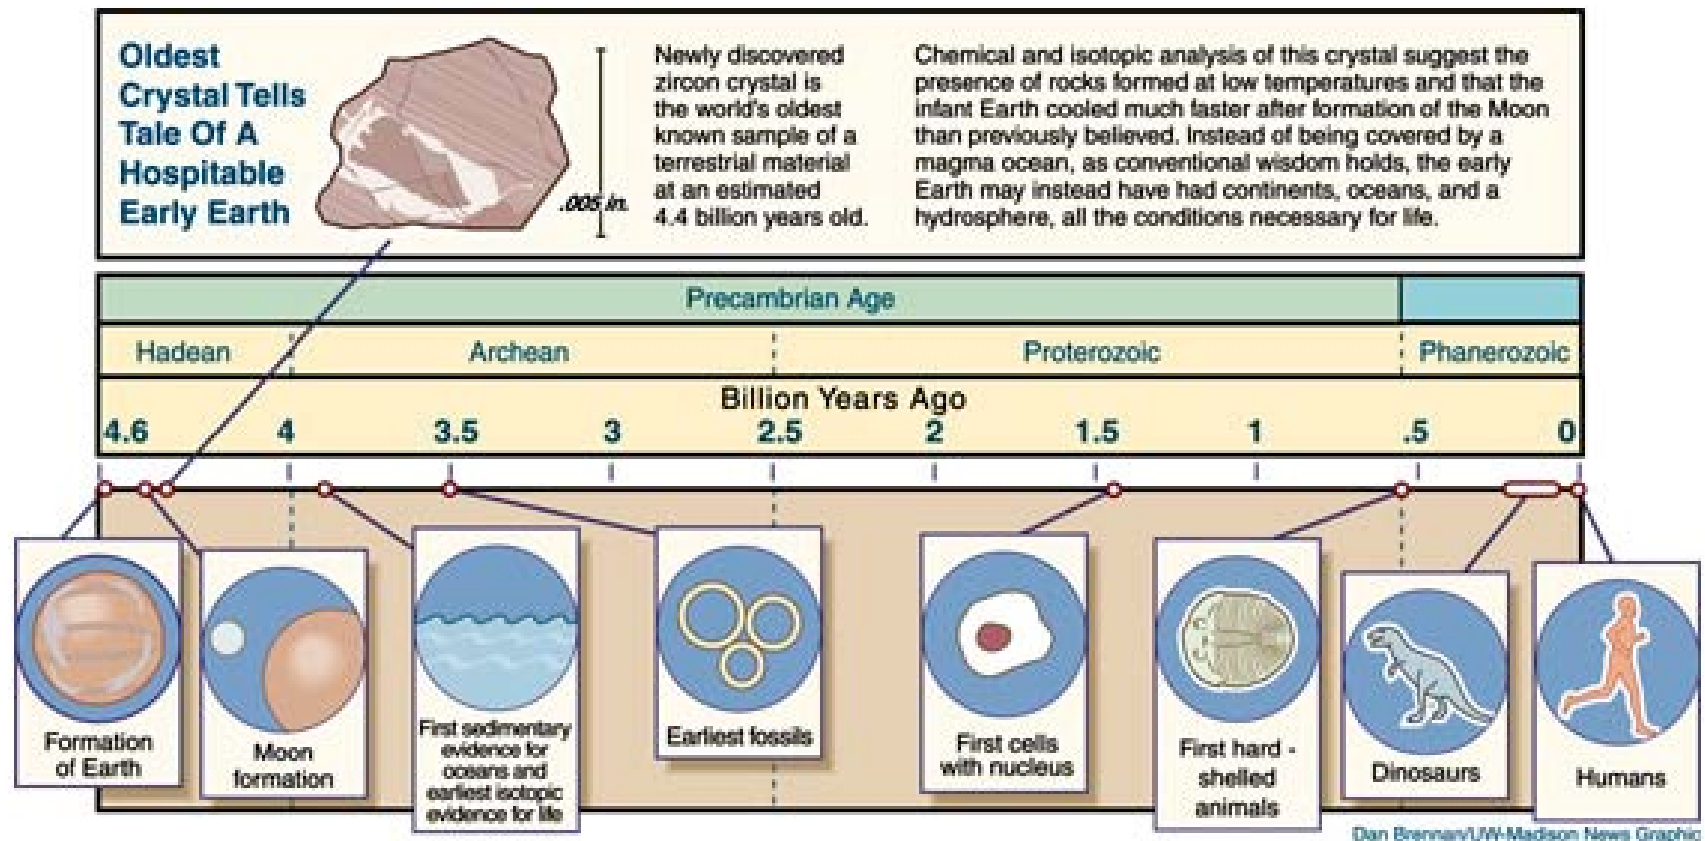 Oldest
Crystal Tells
Tale Of A
Hospitable
Early Earth
.005 in.
Newly discovered
zircon crystal is
the world's oldest
known sample of a
terrestrial material
at an estimated
4.4 billion years old.
Chemical and isotopic analysis of this crystal suggest the
presence of rocks formed at low temperatures and that the
infant Earth cooled much faster after formation of the Moon
than previously believed. Instead of being covered by a
magma ocean, as conventional wisdom holds, the early
Earth may instead have had continents, oceans, and a
hydrosphere, all the conditions necessary for life.
Precambrian Age
Hadean Archean Proterozoic Phanerozoic
Billion Years Ago
4.6 4 3.5 3 2.5 2 1.5 1 .5 0
Formation
of Earth
Moon
formation
First sedimentary
evidence for
oceans and
earliest isotopic
evidence for life
Earliest fossils
First cells
with nucleus
First hard -
shelled
animals
Dinosaurs
Humans
Dan Brennan/UW-Madison News Graphic